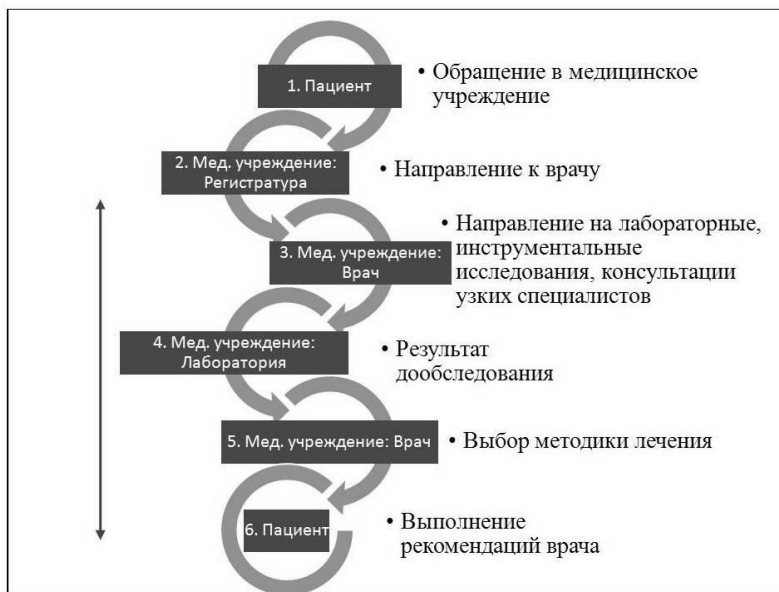 1. Пациент
• Обращение в медицинское
учреждение
2. Мед. учреждение:
Регистратура
• Направление к врачу
3. Мед. учреждение:
Врач
• Направление на лабораторные,
инструментальные
исследования, консультации
узких специалистов
4. Мед. учреждение:
Лаборатория
• Результат
дообследования
5. Мед. учреждение: Врач
• Выбор методики лечения
6. Пациент
• Выполнение
рекомендаций врача